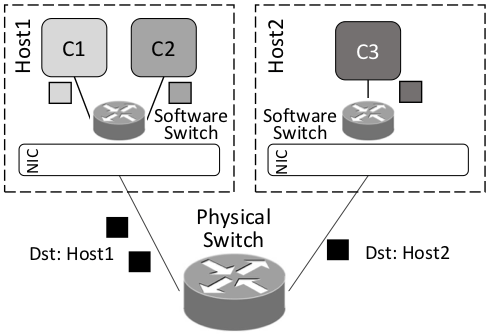 Host1
C1
C2
Software
Switch
NIC
Host2
C3
Software
Switch
NIC
Physical
Switch
Dst: Host1
Dst: Host2